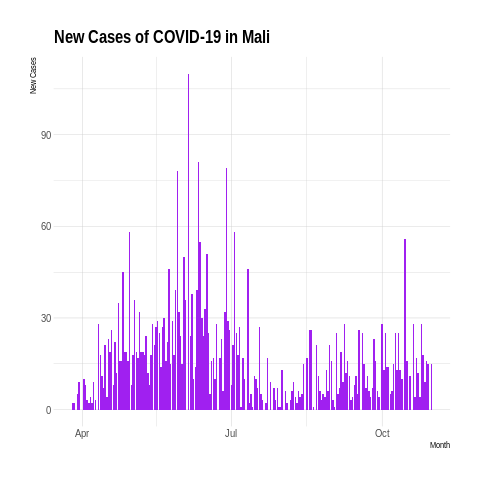 New Cases of COVID-19 in Mali
New Cases
90
60
30
0
Apr
Jul
Oct
Month